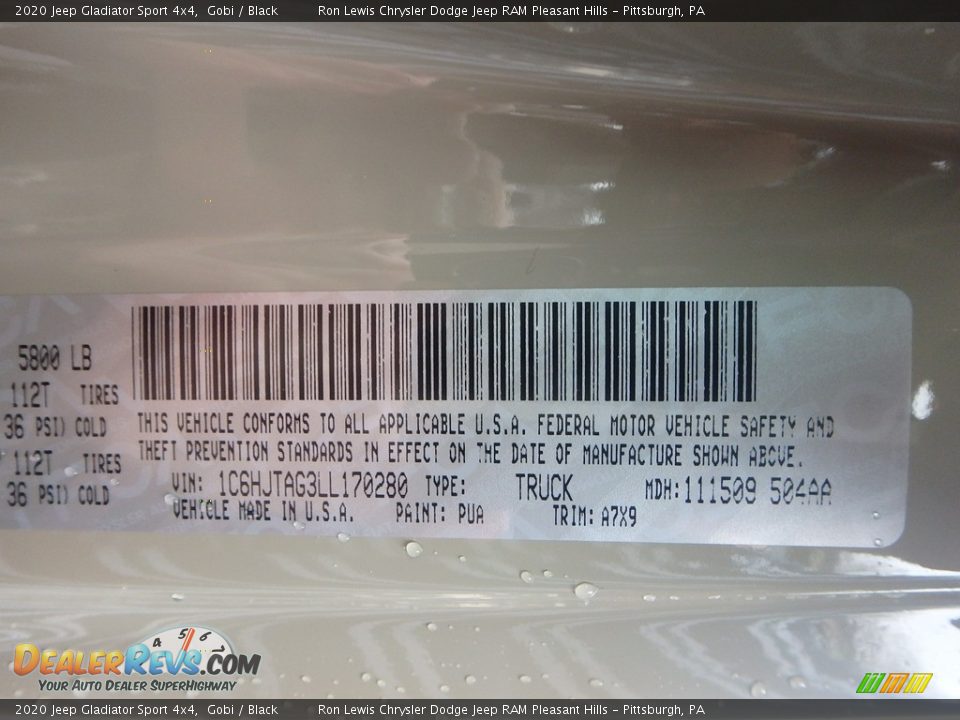 2020 Jeep Gladiator Sport 4x4, Gobi / Black Ron Lewis Chrysler Dodge Jeep RAM Pleasant Hills - Pittsburgh, PA
5800 LB
112T TIRES
36 PSI) COLD
112T TIRES
36 PSI) COLD
THIS VEHICLE CONFORMS TO ALL APPLICABLE U.S.A. FEDERAL MOTOR VEHICLE SAFETY AND
THEFT PREVENTION STANDARDS IN EFFECT ON THE DATE OF MANUFACTURE SHOWN ABOVE.
VIN: 1C6HJTAG3LL170280 TYPE: TRUCK MDH: 111509 504AA
VEHICLE MADE IN U.S.A. PAINT: PUA TRIM: A7X9
4 5 6
DealerRevs.com
Your Auto Dealer SuperHighway
2020 Jeep Gladiator Sport 4x4, Gobi / Black Ron Lewis Chrysler Dodge Jeep RAM Pleasant Hills - Pittsburgh, PA